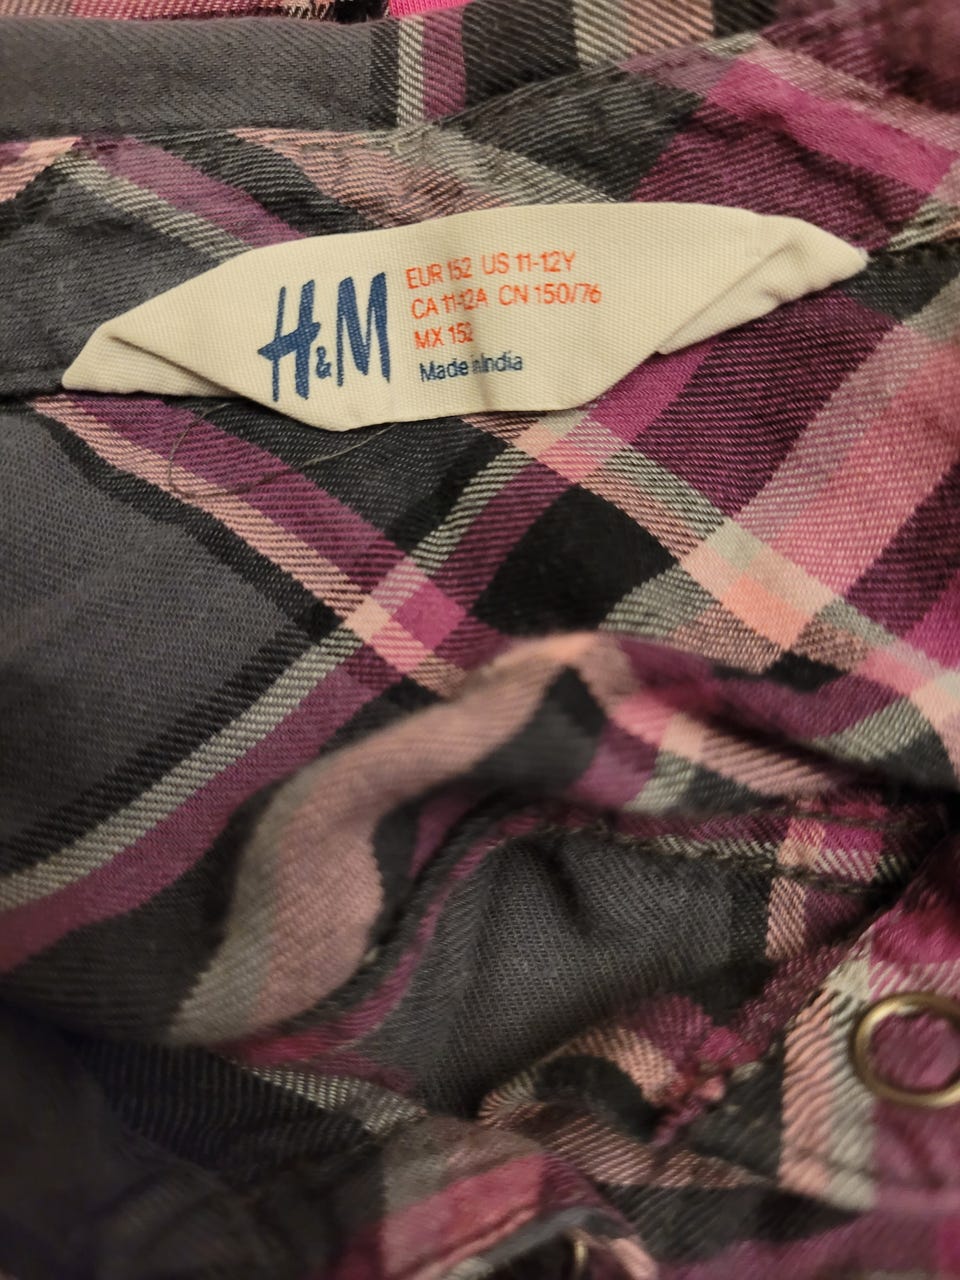 H&M
EUR 152 US 11-12Y
CA 11-12A CN 150/76
MX 152
Made in India